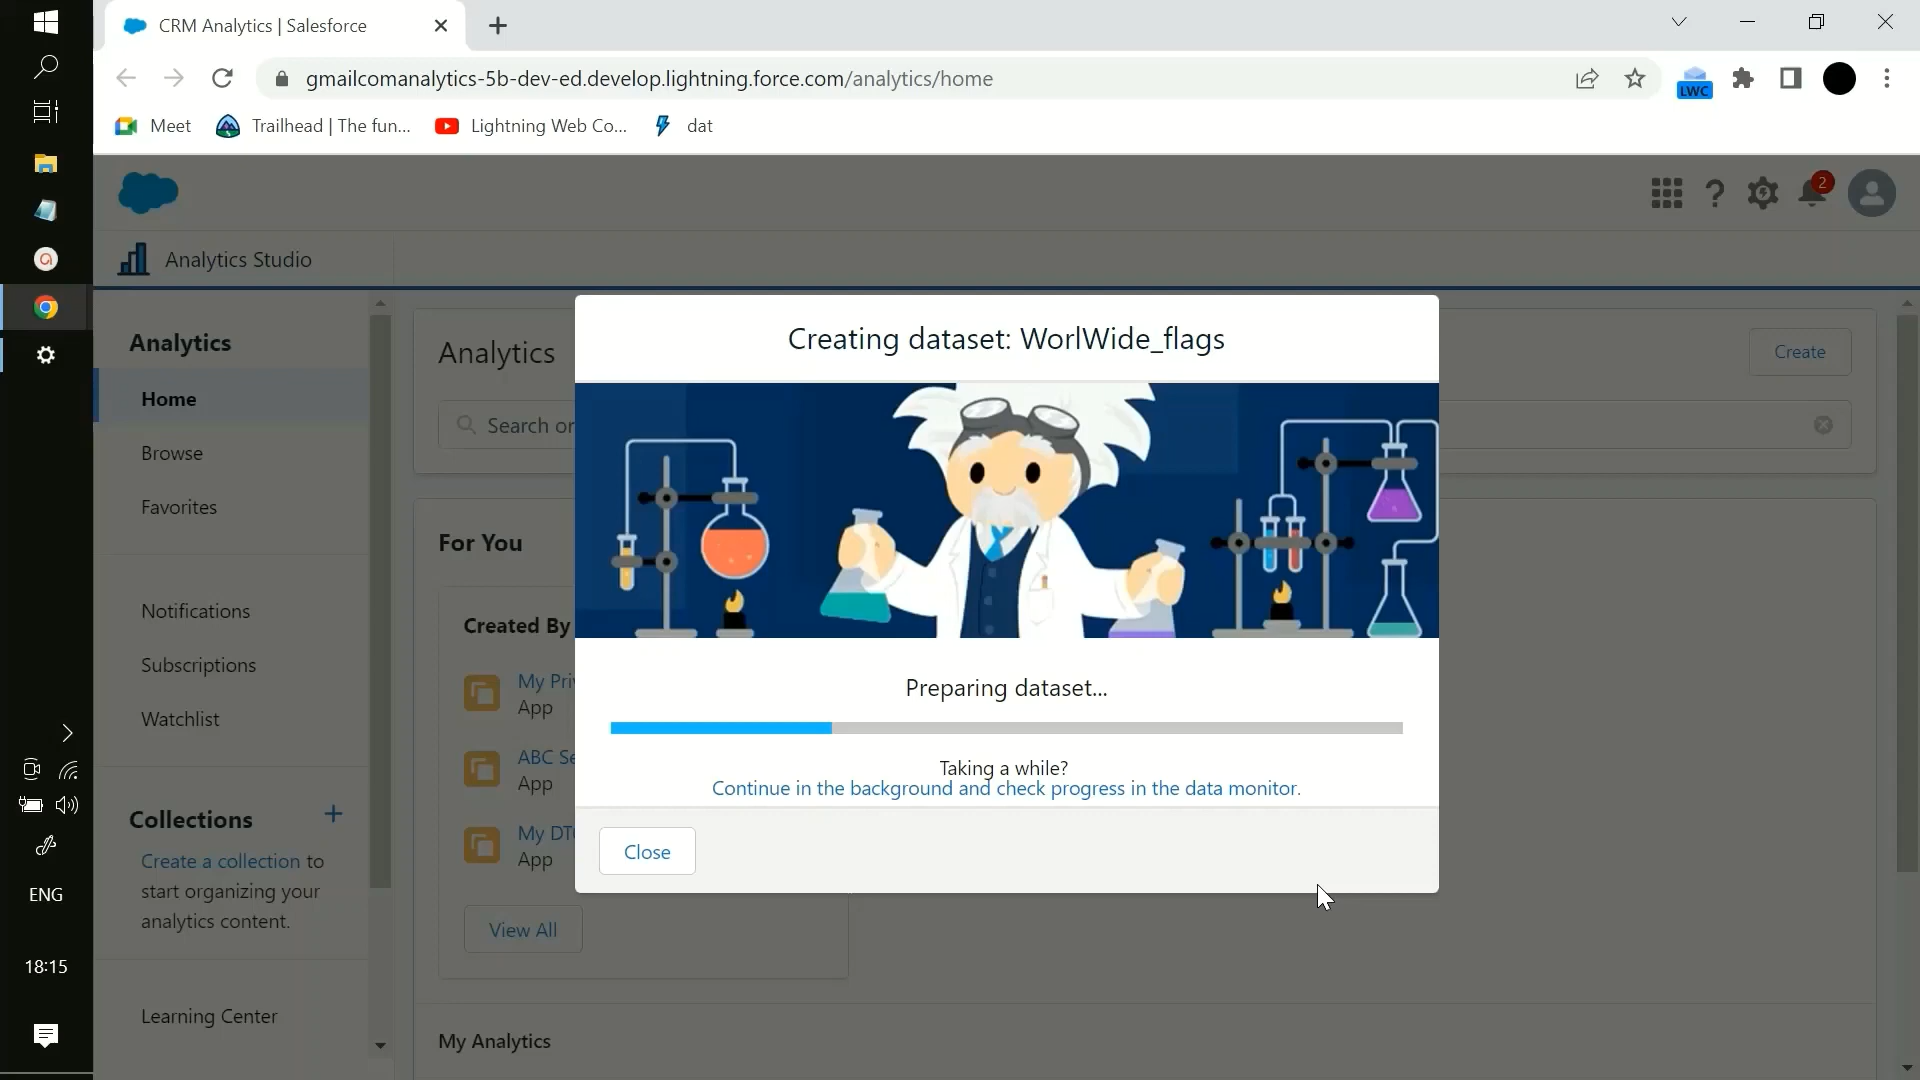 CRM Analytics | Salesforce
gmailcomanalytics-5b-dev-ed.develop.lightning.force.com/analytics/home
LWC
Meet
Trailhead | The fun...
Lightning Web Co...
dat
2
Analytics Studio
Analytics
Home
Browse
Favorites
Notifications
Subscriptions
Watchlist
Collections
Create a collection to
start organizing your
analytics content.
Learning Center
Analytics
Create
Search or
For You
Created By
My Pri
App
ABC Se
App
My DT
App
View All
My Analytics
Creating dataset: WorlWide_flags
Preparing dataset...
Taking a while?
Continue in the background and check progress in the data monitor.
Close
ENG
18:15